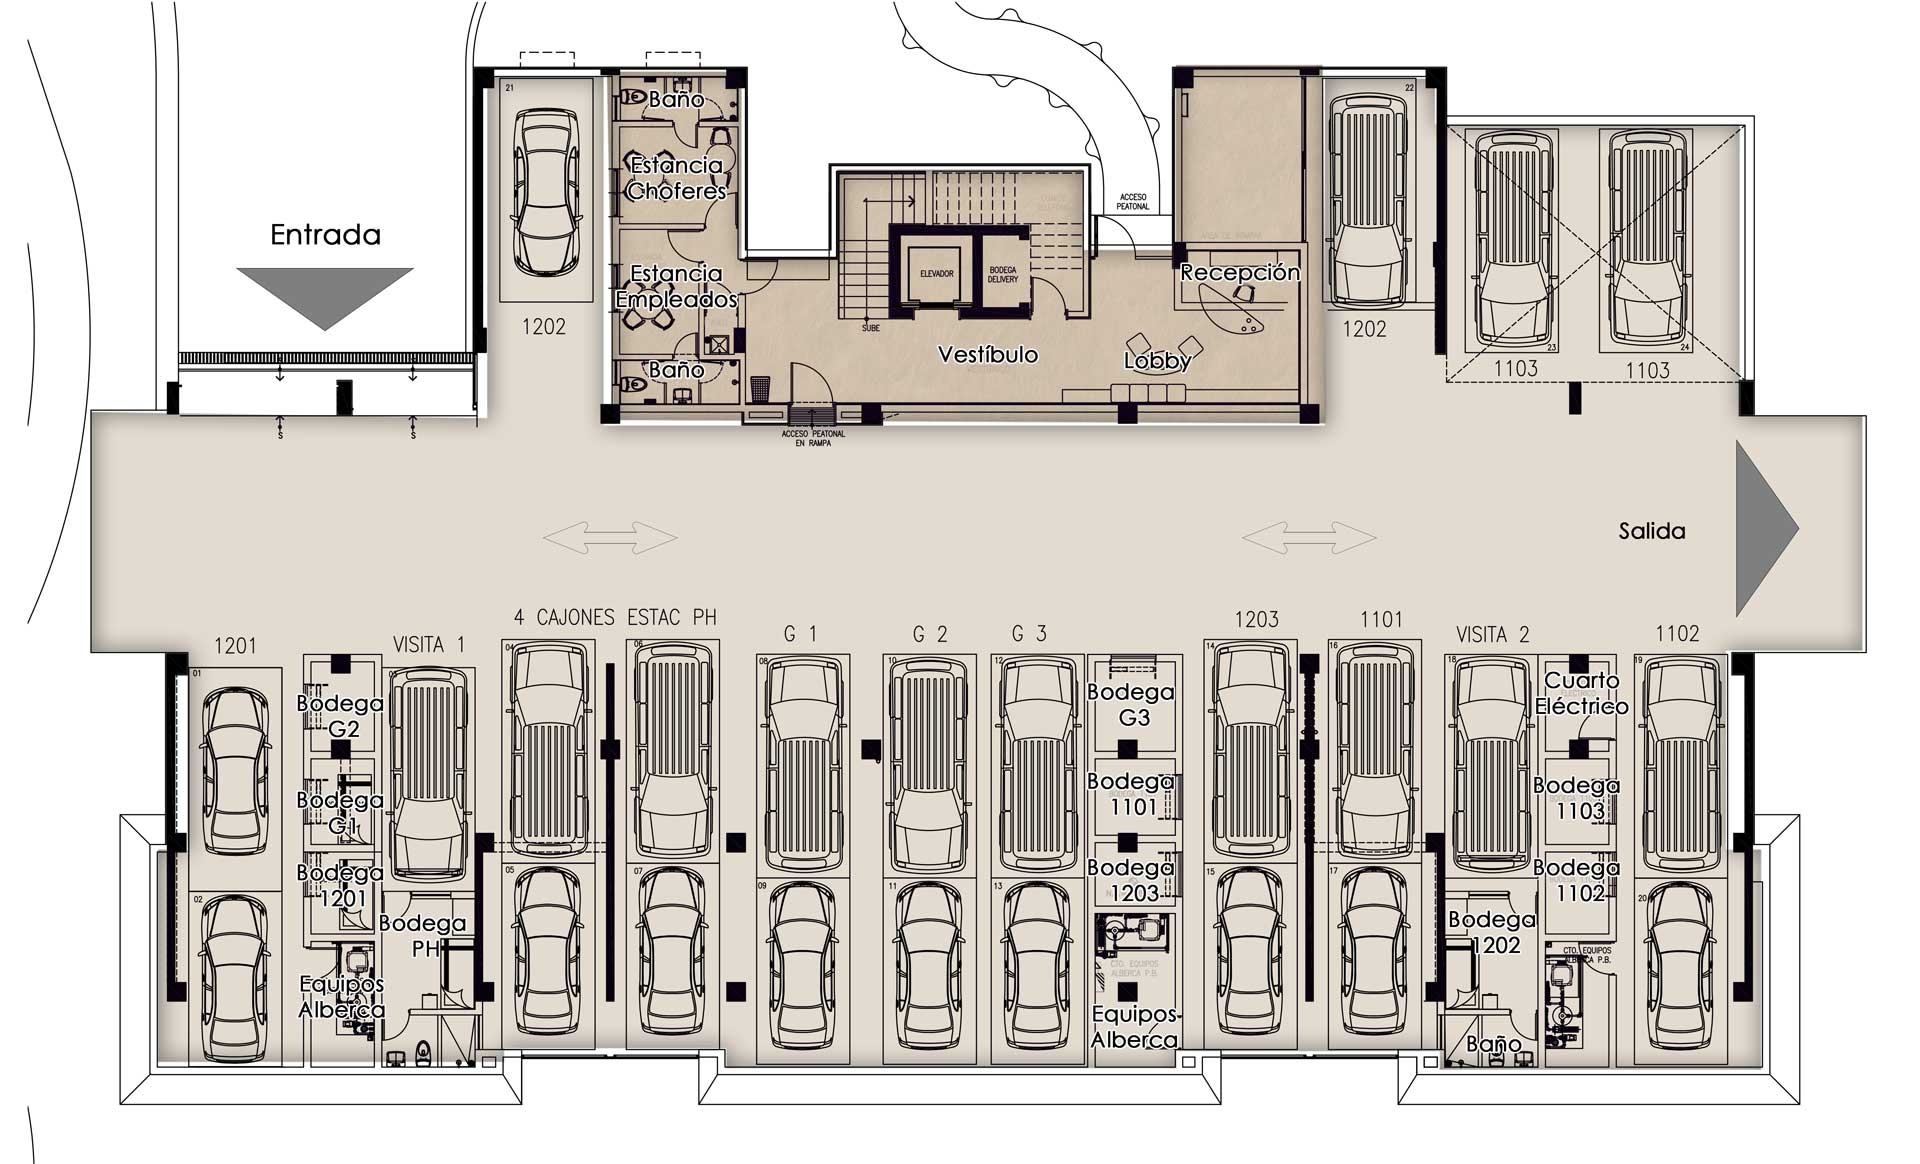 21
Baño
22
Estancia
Choferes
ACCESO
PEATONAL
Entrada
Estancia
Empleados
ELEVADOR
BODEGA
DELIVERY
Recepción
1202
SUBE
1202
23
24
Vestíbulo
Lobby
1103
1103
Baño
S
S
ACCESO PEATONAL
EN RAMPA
Salida
4 CAJONES ESTAC PH
1201
VISITA 1
G 1
G 2
G 3
1203
1101
VISITA 2
1102
01
03
04
06
08
10
12
14
16
18
19
Bodega
G2
Bodega
G3
Cuarto
Eléctrico
Bodega
G1
Bodega
1101
Bodega
1103
Bodega
1201
Bodega
1203
Bodega
1102
02
05
07
09
11
13
15
17
20
Bodega
PH
Bodega
1202
CTO. EQUIPOS
ALBERCA P.B.
CTO. EQUIPOS
ALBERCA P.B.
Equipos
Alberca
Equipos
Alberca
Baño